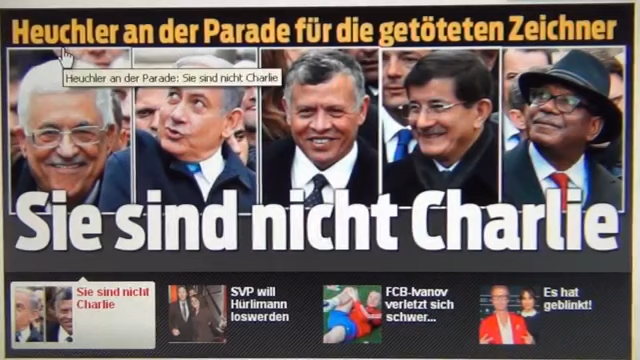 Heuchler an der Parade für die getöteten Zeichner
Heuchler an der Parade: Sie sind nicht Charlie
Sie sind nicht Charlie
Sie sind nicht
Charlie
SVP will
Hürlimann
loswerden
FCB-Ivanov
verletzt sich
schwer...
Es hat
geblinkt!